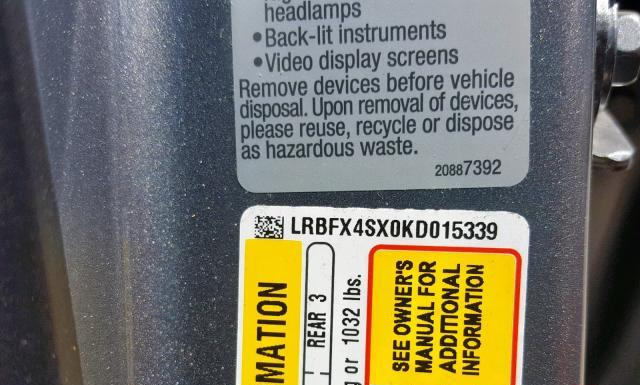 headlamps
•Back-lit instruments
•Video display screens
Remove devices before vehicle
disposal. Upon removal of devices,
please reuse, recycle or dispose
as hazardous waste.
20887392
LRBFX4SX0KD015339
MATION
REAR 3
or 1032 lbs.
SEE OWNER'S
MANUAL FOR
ADDITIONAL
INFORMATION